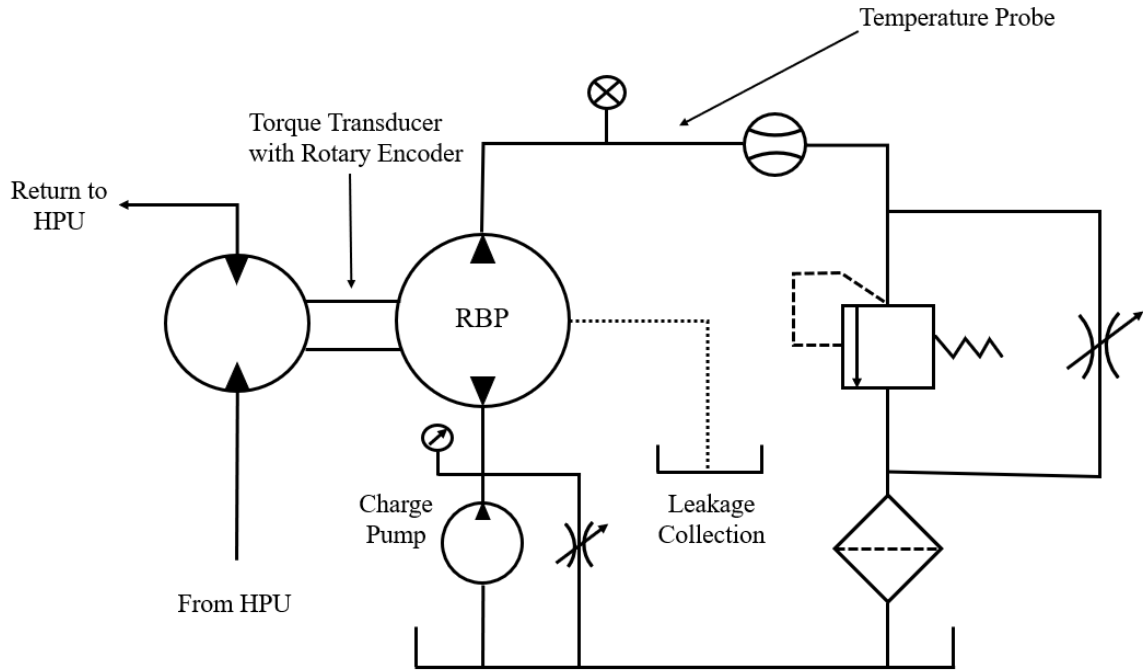 Temperature Probe
Torque Transducer
with Rotary Encoder
Return to
HPU
RBP
Charge
Pump
Leakage
Collection
From HPU